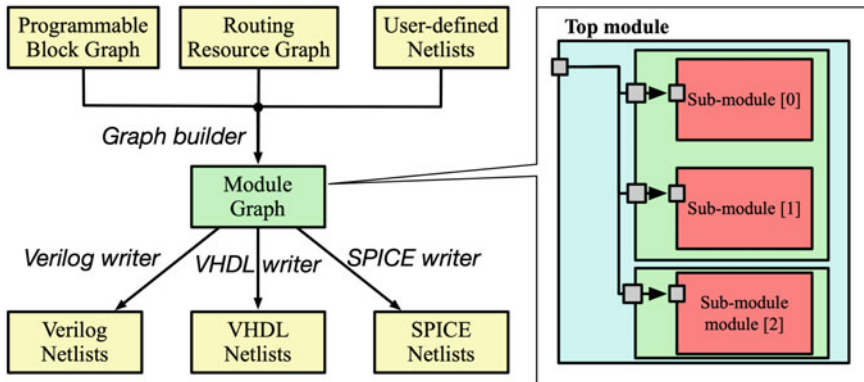 Programmable
Block Graph
Routing
Resource Graph
User-defined
Netlists
Graph builder
Module
Graph
Verilog writer
VHDL writer
SPICE writer
Verilog
Netlists
VHDL
Netlists
SPICE
Netlists
Top module
Sub-module [0]
Sub-module [1]
Sub-module
module [2]